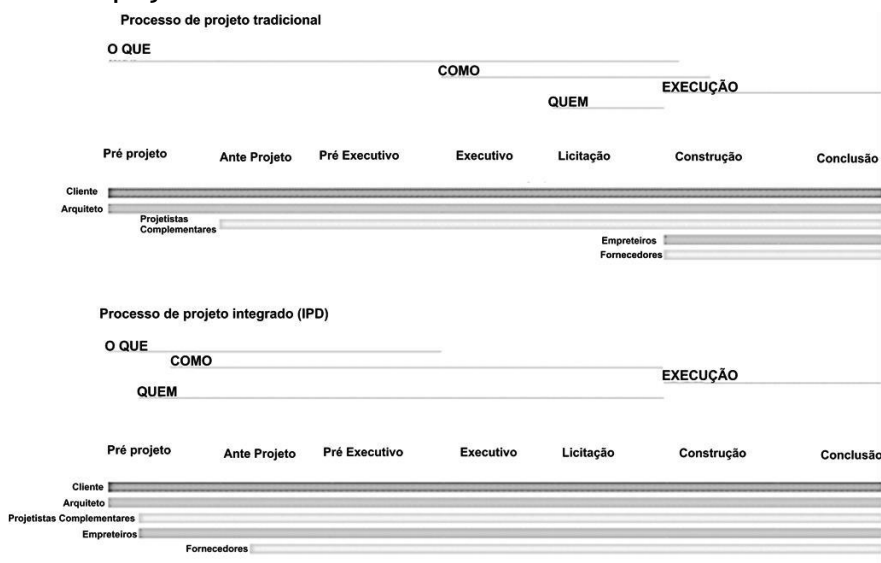 Processo de projeto tradicional
O QUE
COMO
EXECUÇÃO
QUEM
Pré projeto Ante Projeto Pré Executivo Executivo Licitação Construção Conclusão
Cliente
Arquiteto
Projetistas
Complementares
Empreteiros
Fornecedores
Processo de projeto integrado (IPD)
O QUE
COMO
EXECUÇÃO
QUEM
Pré projeto Ante Projeto Pré Executivo Executivo Licitação Construção Conclusão
Cliente
Arquiteto
Projetistas Complementares
Empreteiros
Fornecedores